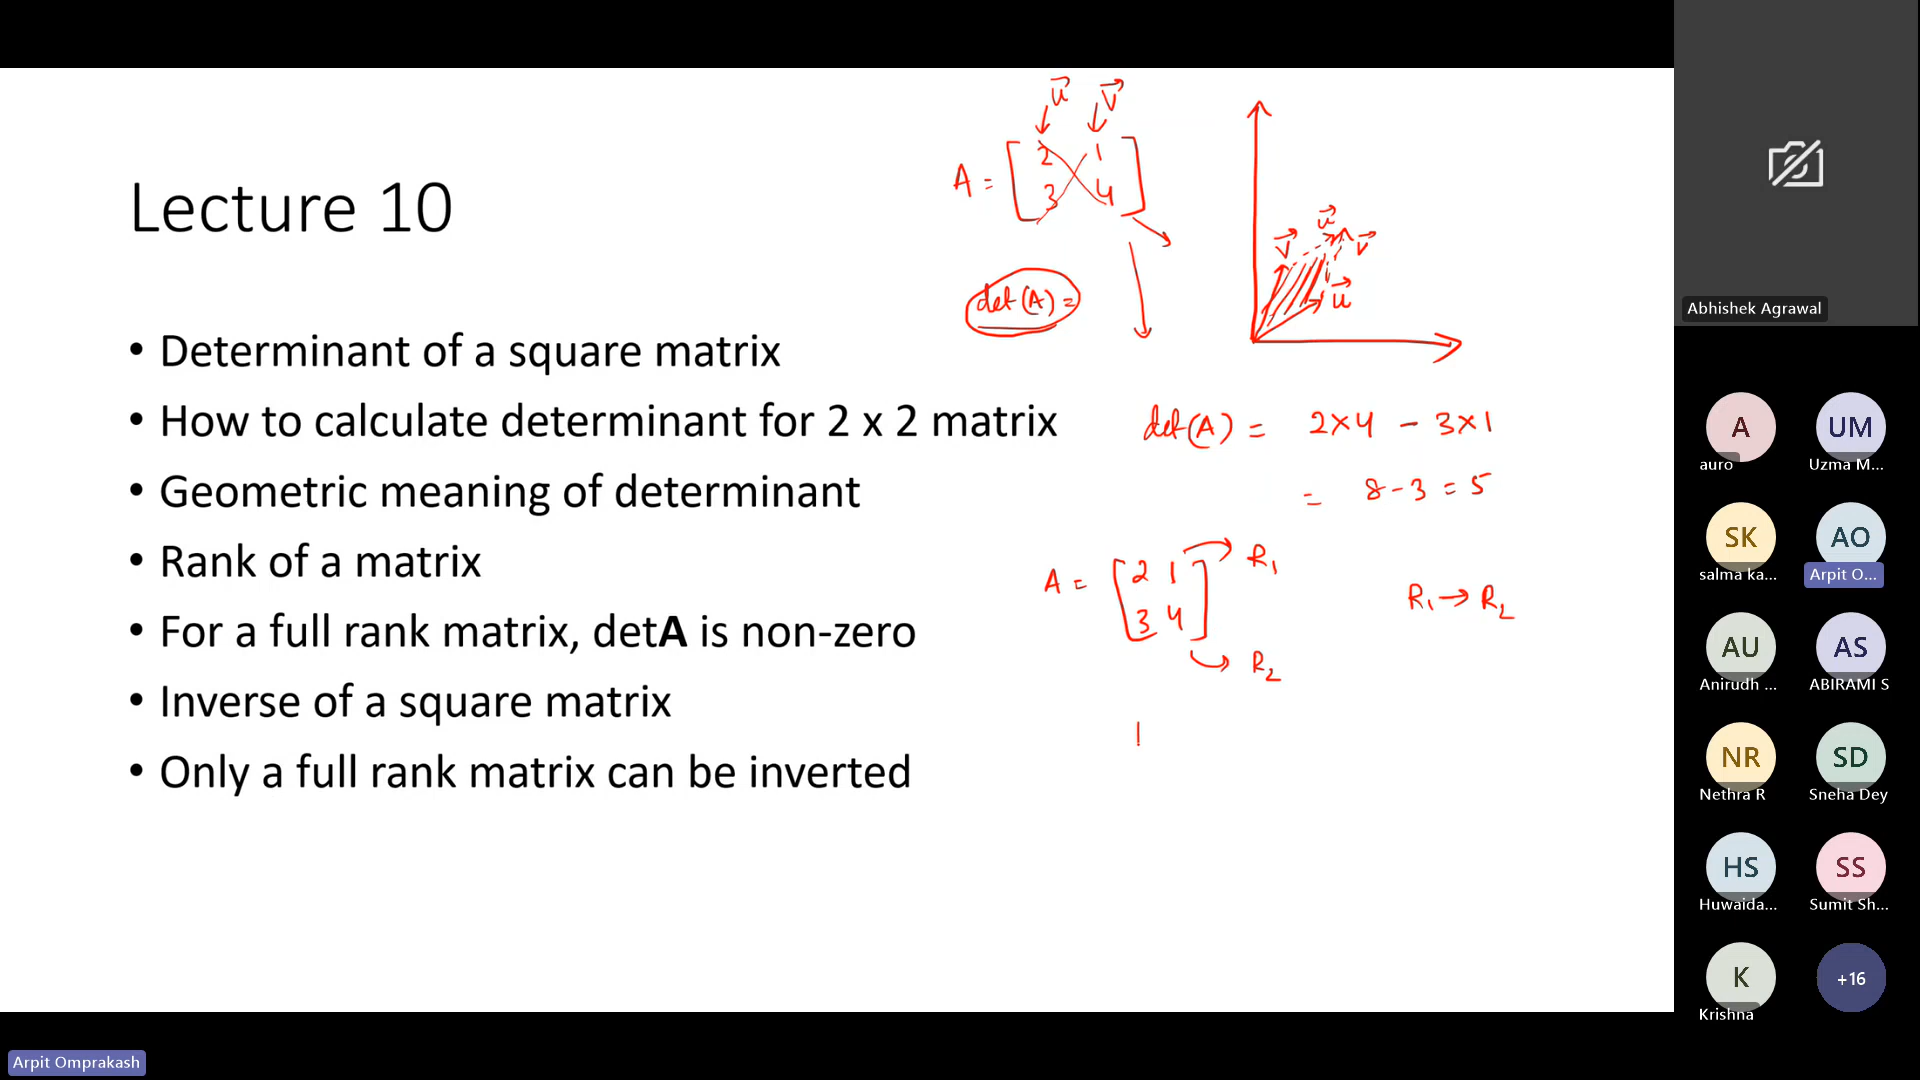 Lecture 10
• Determinant of a square matrix
• How to calculate determinant for 2 x 2 matrix
• Geometric meaning of determinant
• Rank of a matrix
• For a full rank matrix, detA is non-zero
• Inverse of a square matrix
• Only a full rank matrix can be inverted
u v
A = [ 2 1
3 4 ]
det(A) =
v u v
u
det(A) = 2×4 - 3×1
= 8-3 = 5
A = [ 2 1 R1
3 4 ] R2
R1 → R2
Abhishek Agrawal
A UM
auro Uzma M...
SK AO
salma ka... Arpit O...
AU AS
Anirudh ... ABIRAMI S
NR SD
Nethra R Sneha Dey
HS SS
Huwaida... Sumit Sh...
K +16
Krishna
Arpit Omprakash